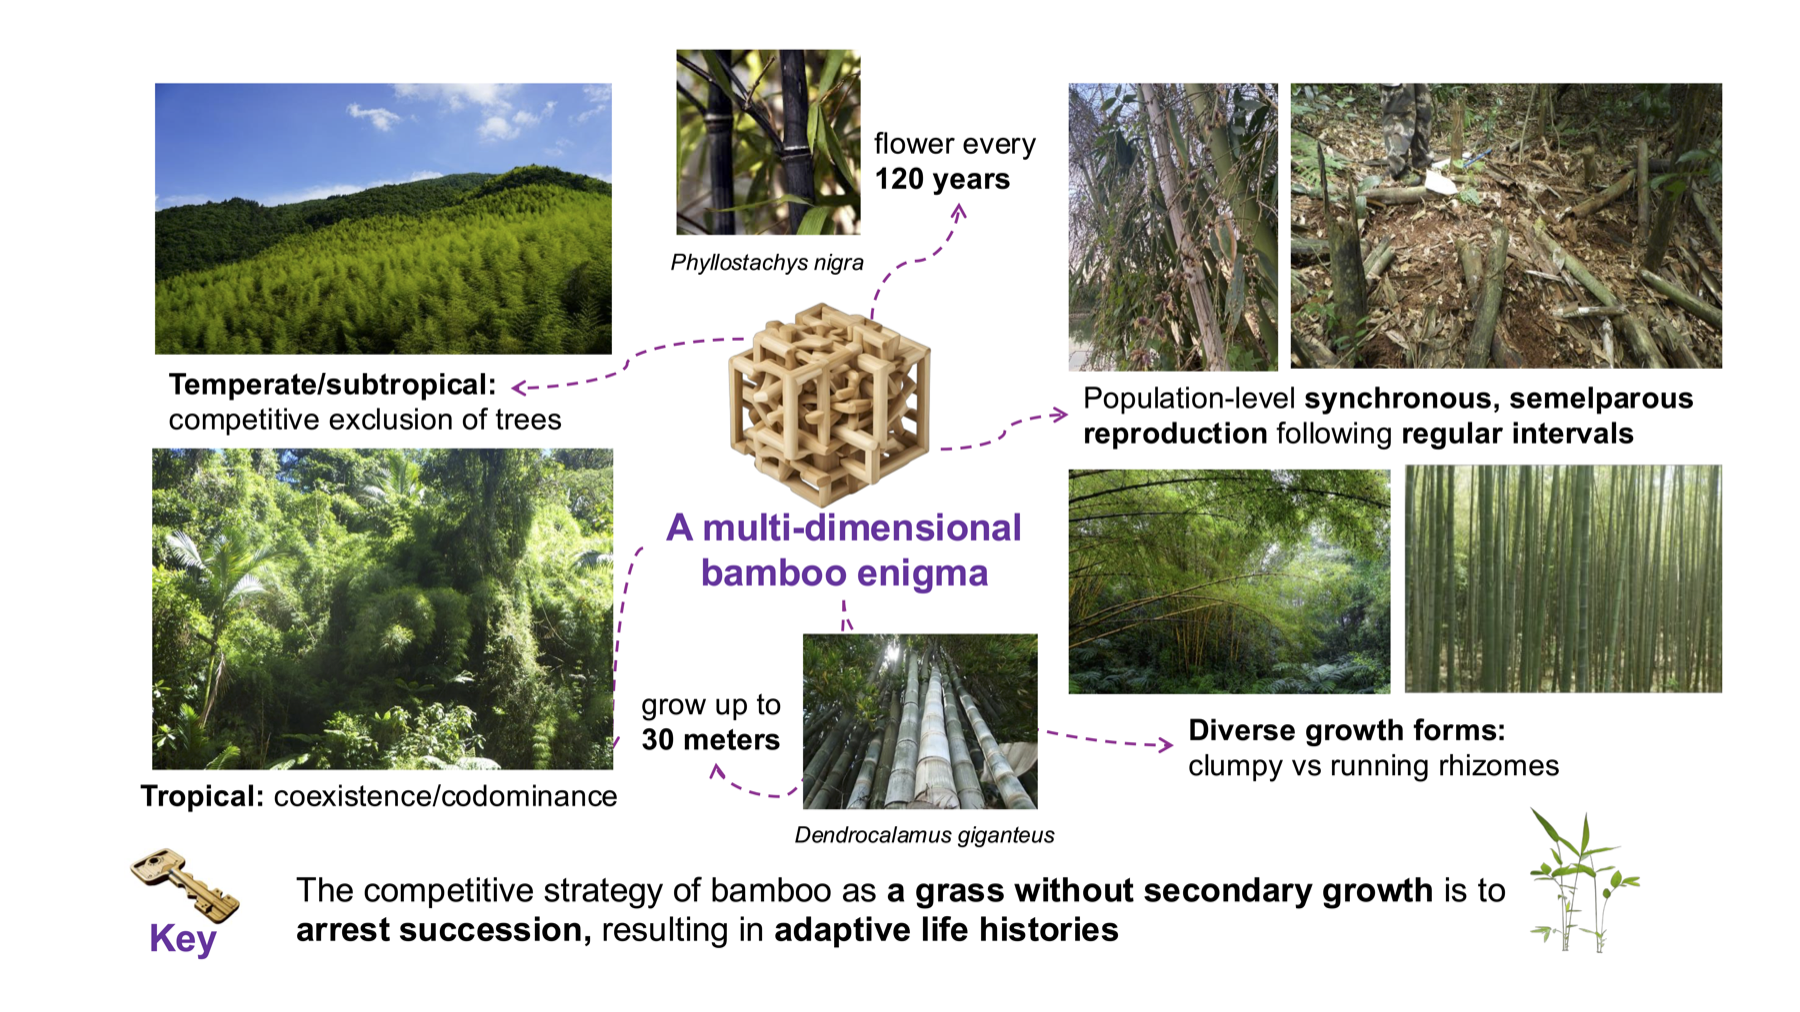 flower every
120 years
Phyllostachys nigra
Temperate/subtropical:
competitive exclusion of trees
Population-level synchronous, semelparous
reproduction following regular intervals
A multi-dimensional
bamboo enigma
grow up to
30 meters
Diverse growth forms:
clumpy vs running rhizomes
Tropical: coexistence/codominance
Dendrocalamus giganteus
Key
The competitive strategy of bamboo as a grass without secondary growth is to
arrest succession, resulting in adaptive life histories